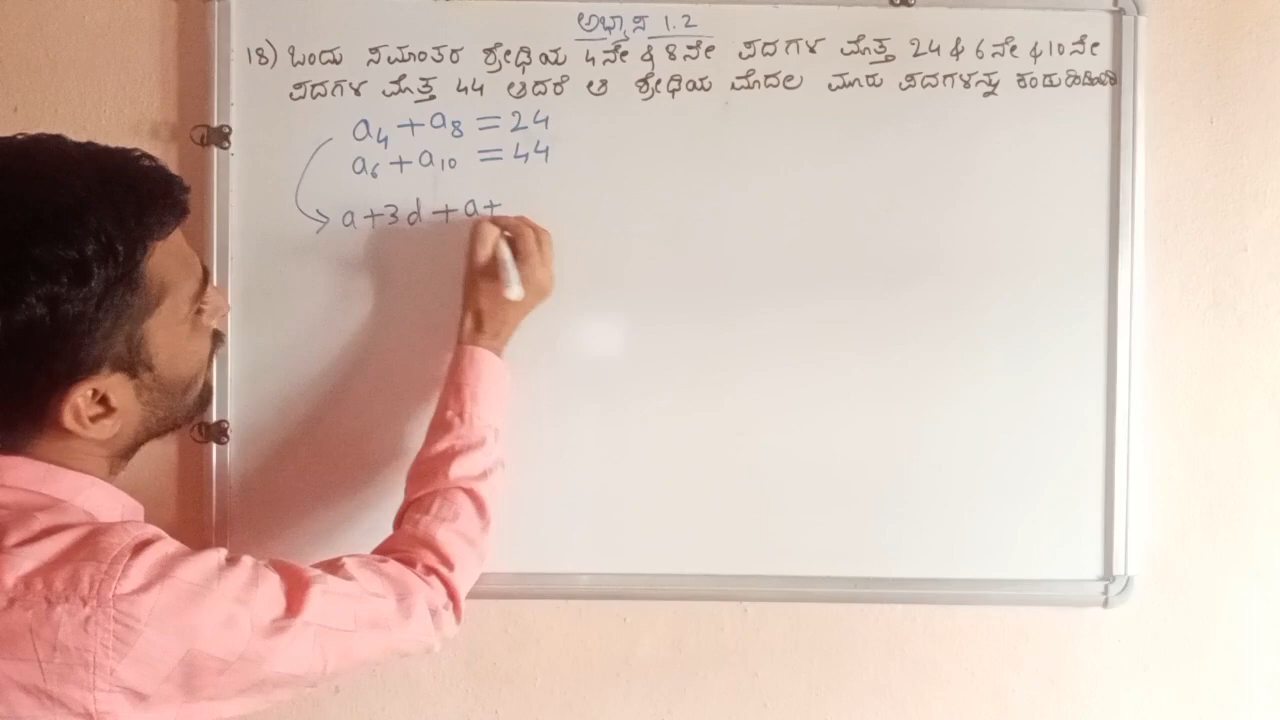 ಅಭ್ಯಾಸ 1.2
18) ಒಂದು ಸಮಾಂತರ ಶ್ರೇಢಿಯ 4ನೇ & 8ನೇ ಪದಗಳ ಮೊತ್ತ 24 & 6ನೇ & 10ನೇ
ಪದಗಳ ಮೊತ್ತ 44 ಆದರೆ ಆ ಶ್ರೇಢಿಯ ಮೊದಲ ಮೂರು ಪದಗಳನ್ನು ಕಂಡುಹಿಡಿಯಿರಿ
a₄ + a₈ = 24
a₆ + a₁₀ = 44
a + 3d + a +